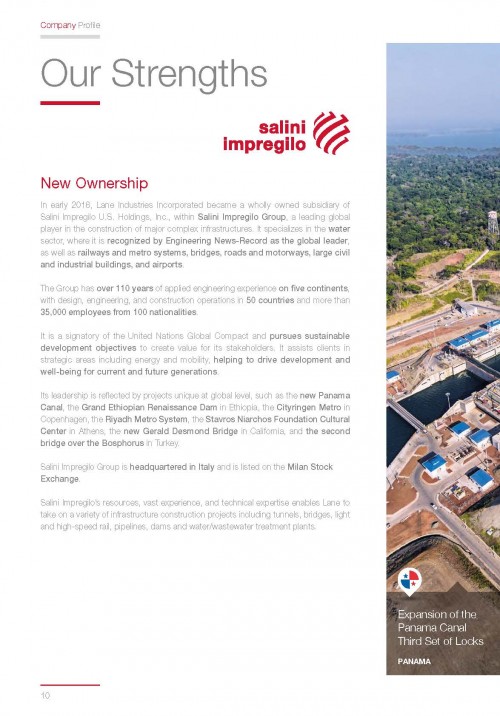 Company Profile
Our Strengths
salini
impregilo
New Ownership
In early 2016, Lane Industries Incorporated became a wholly owned subsidiary of
Salini Impregilo U.S. Holdings, Inc., within Salini Impregilo Group, a leading global
player in the construction of major complex infrastructures. It specializes in the water
sector, where it is recognized by Engineering News-Record as the global leader,
as well as railways and metro systems, bridges, roads and motorways, large civil
and industrial buildings, and airports.
The Group has over 110 years of applied engineering experience on five continents,
with design, engineering, and construction operations in 50 countries and more than
35,000 employees from 100 nationalities.
It is a signatory of the United Nations Global Compact and pursues sustainable
development objectives to create value for its stakeholders. It assists clients in
strategic areas including energy and mobility, helping to drive development and
well-being for current and future generations.
Its leadership is reflected by projects unique at global level, such as the new Panama
Canal, the Grand Ethiopian Renaissance Dam in Ethiopia, the Cityringen Metro in
Copenhagen, the Riyadh Metro System, the Stavros Niarchos Foundation Cultural
Center in Athens, the new Gerald Desmond Bridge in California, and the second
bridge over the Bosphorus in Turkey.
Salini Impregilo Group is headquartered in Italy and is listed on the Milan Stock
Exchange.
Salini Impregilo's resources, vast experience, and technical expertise enables Lane to
take on a variety of infrastructure construction projects including tunnels, bridges, light
and high-speed rail, pipelines, dams and water/wastewater treatment plants.
Expansion of the
Panama Canal
Third Set of Locks
PANAMA
10